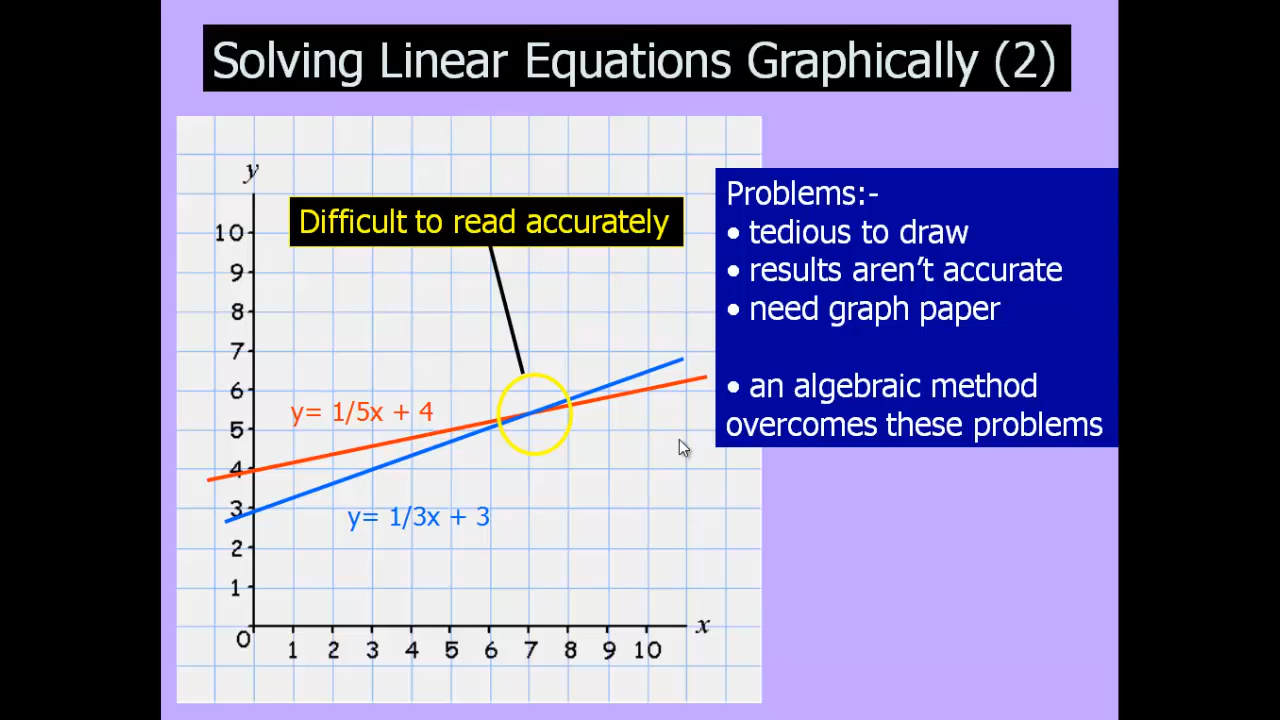 Solving Linear Equations Graphically (2)
y
Difficult to read accurately
10
9
8
7
6
5
4
3
2
1
0
1 2 3 4 5 6 7 8 9 10
x
y= 1/5x + 4
y= 1/3x + 3
Problems:-
• tedious to draw
• results aren’t accurate
• need graph paper
• an algebraic method
overcomes these problems